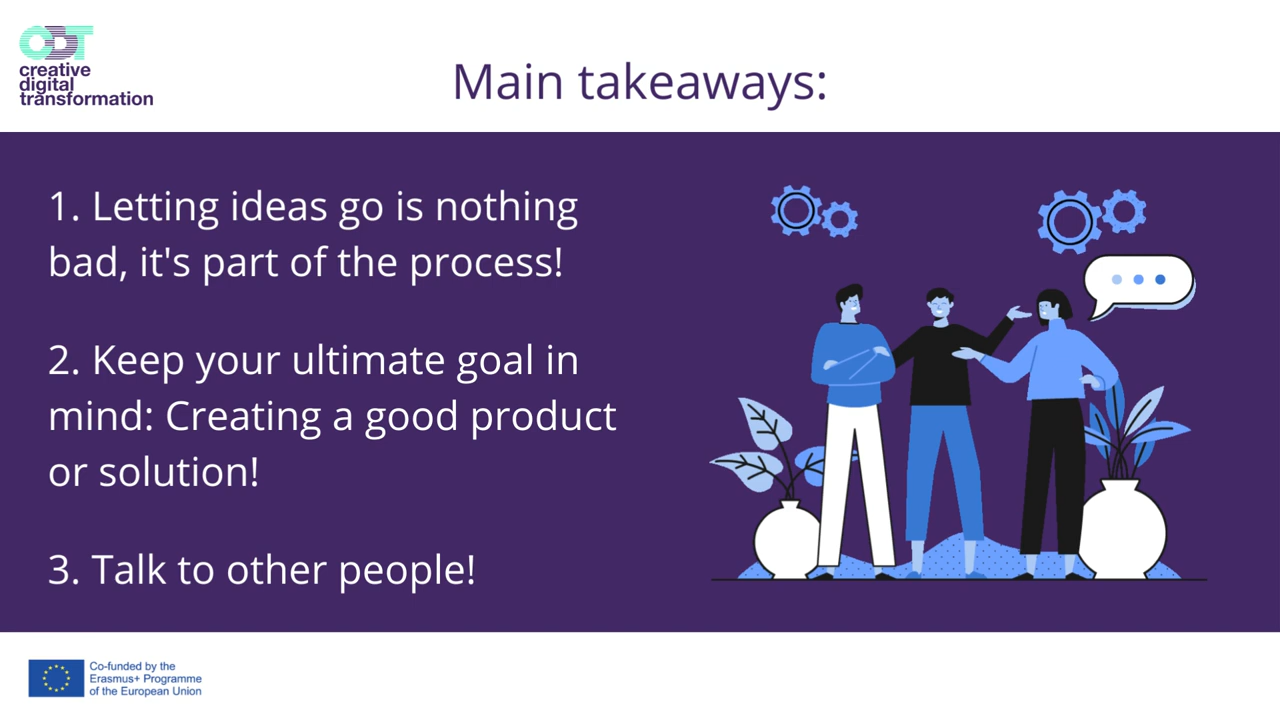 CDT
creative
digital
transformation
Main takeaways:
1. Letting ideas go is nothing
bad, it's part of the process!
2. Keep your ultimate goal in
mind: Creating a good product
or solution!
3. Talk to other people!
Co-funded by the
Erasmus+ Programme
of the European Union